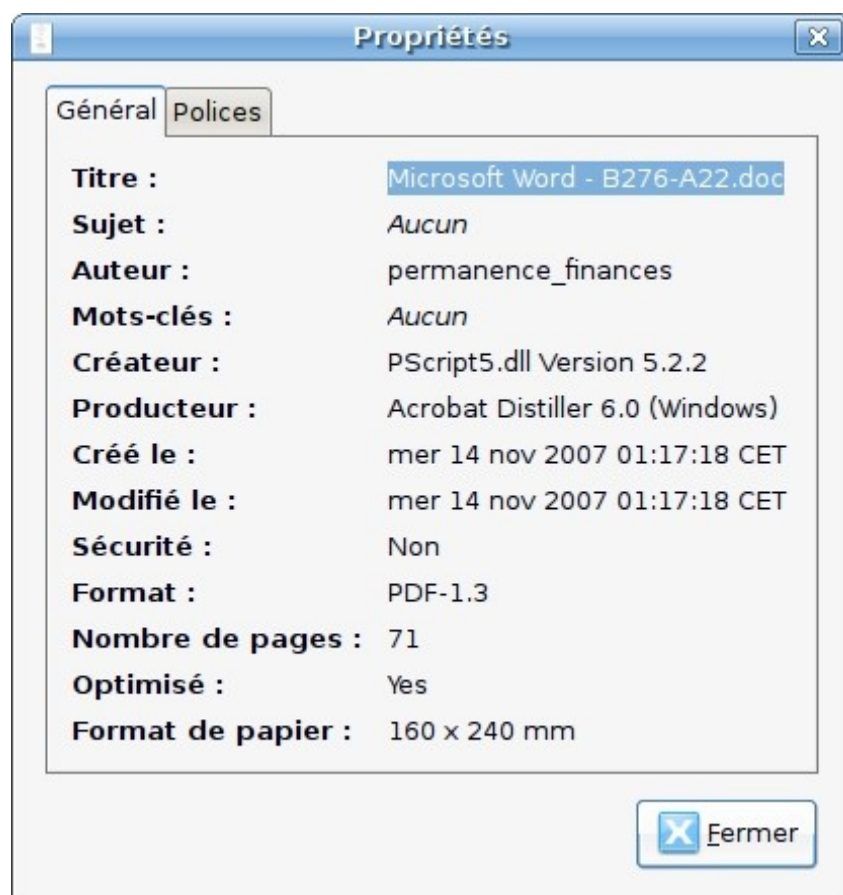 Propriétés
Général Polices
Titre : Microsoft Word - B276-A22.doc
Sujet : Aucun
Auteur : permanence_finances
Mots-clés : Aucun
Créateur : PScript5.dll Version 5.2.2
Producteur : Acrobat Distiller 6.0 (Windows)
Créé le : mer 14 nov 2007 01:17:18 CET
Modifié le : mer 14 nov 2007 01:17:18 CET
Sécurité : Non
Format : PDF-1.3
Nombre de pages : 71
Optimisé : Yes
Format de papier : 160 x 240 mm
Fermer